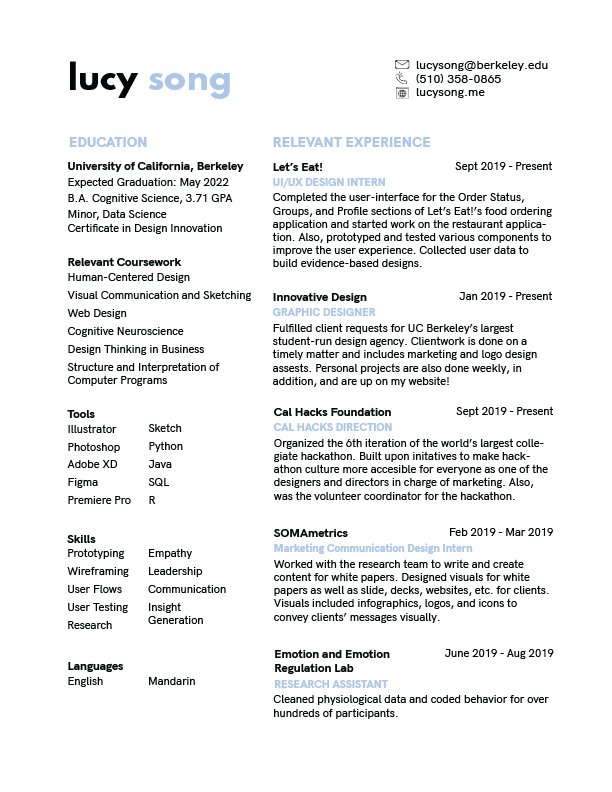 lucy song
lucysong@berkeley.edu
(510) 358-0865
lucysong.me
EDUCATION
University of California, Berkeley
Expected Graduation: May 2022
B.A. Cognitive Science, 3.71 GPA
Minor, Data Science
Certificate in Design Innovation
Relevant Coursework
Human-Centered Design
Visual Communication and Sketching
Web Design
Cognitive Neuroscience
Design Thinking in Business
Structure and Interpretation of
Computer Programs
Tools
Illustrator Sketch
Photoshop Python
Adobe XD Java
Figma SQL
Premiere Pro R
Skills
Prototyping Empathy
Wireframing Leadership
User Flows Communication
User Testing Insight
Generation
Research
Languages
English Mandarin
RELEVANT EXPERIENCE
Let's Eat! Sept 2019 - Present
UI/UX DESIGN INTERN
Completed the user-interface for the Order Status,
Groups, and Profile sections of Let's Eat!'s food ordering
application and started work on the restaurant applica-
tion. Also, prototyped and tested various components to
improve the user experience. Collected user data to
build evidence-based designs.
Innovative Design Jan 2019 - Present
GRAPHIC DESIGNER
Fulfilled client requests for UC Berkeley's largest
student-run design agency. Clientwork is done on a
timely matter and includes marketing and logo design
assests. Personal projects are also done weekly, in
addition, and are up on my website!
Cal Hacks Foundation Sept 2019 - Present
CAL HACKS DIRECTION
Organized the 6th iteration of the world's largest colle-
giate hackathon. Built upon initatives to make hack-
athon culture more accesible for everyone as one of the
designers and directors in charge of marketing. Also,
was the volunteer coordinator for the hackathon.
SOMAmetrics Feb 2019 - Mar 2019
Marketing Communication Design Intern
Worked with the research team to write and create
content for white papers. Designed visuals for white
papers as well as slide, decks, websites, etc. for clients.
Visuals included infographics, logos, and icons to
convey clients' messages visually.
Emotion and Emotion June 2019 - Aug 2019
Regulation Lab
RESEARCH ASSISTANT
Cleaned physiological data and coded behavior for over
hundreds of participants.